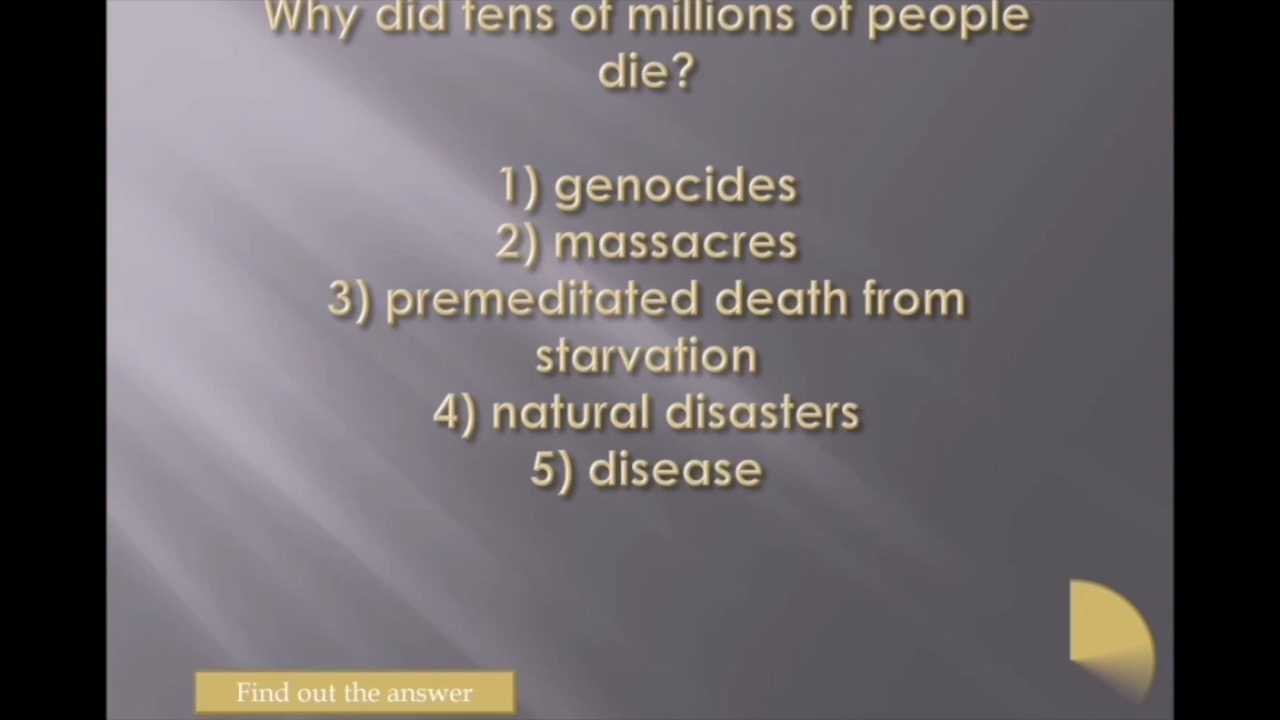 Why did tens of millions of people
die?
1) genocides
2) massacres
3) premeditated death from
starvation
4) natural disasters
5) disease
Find out the answer